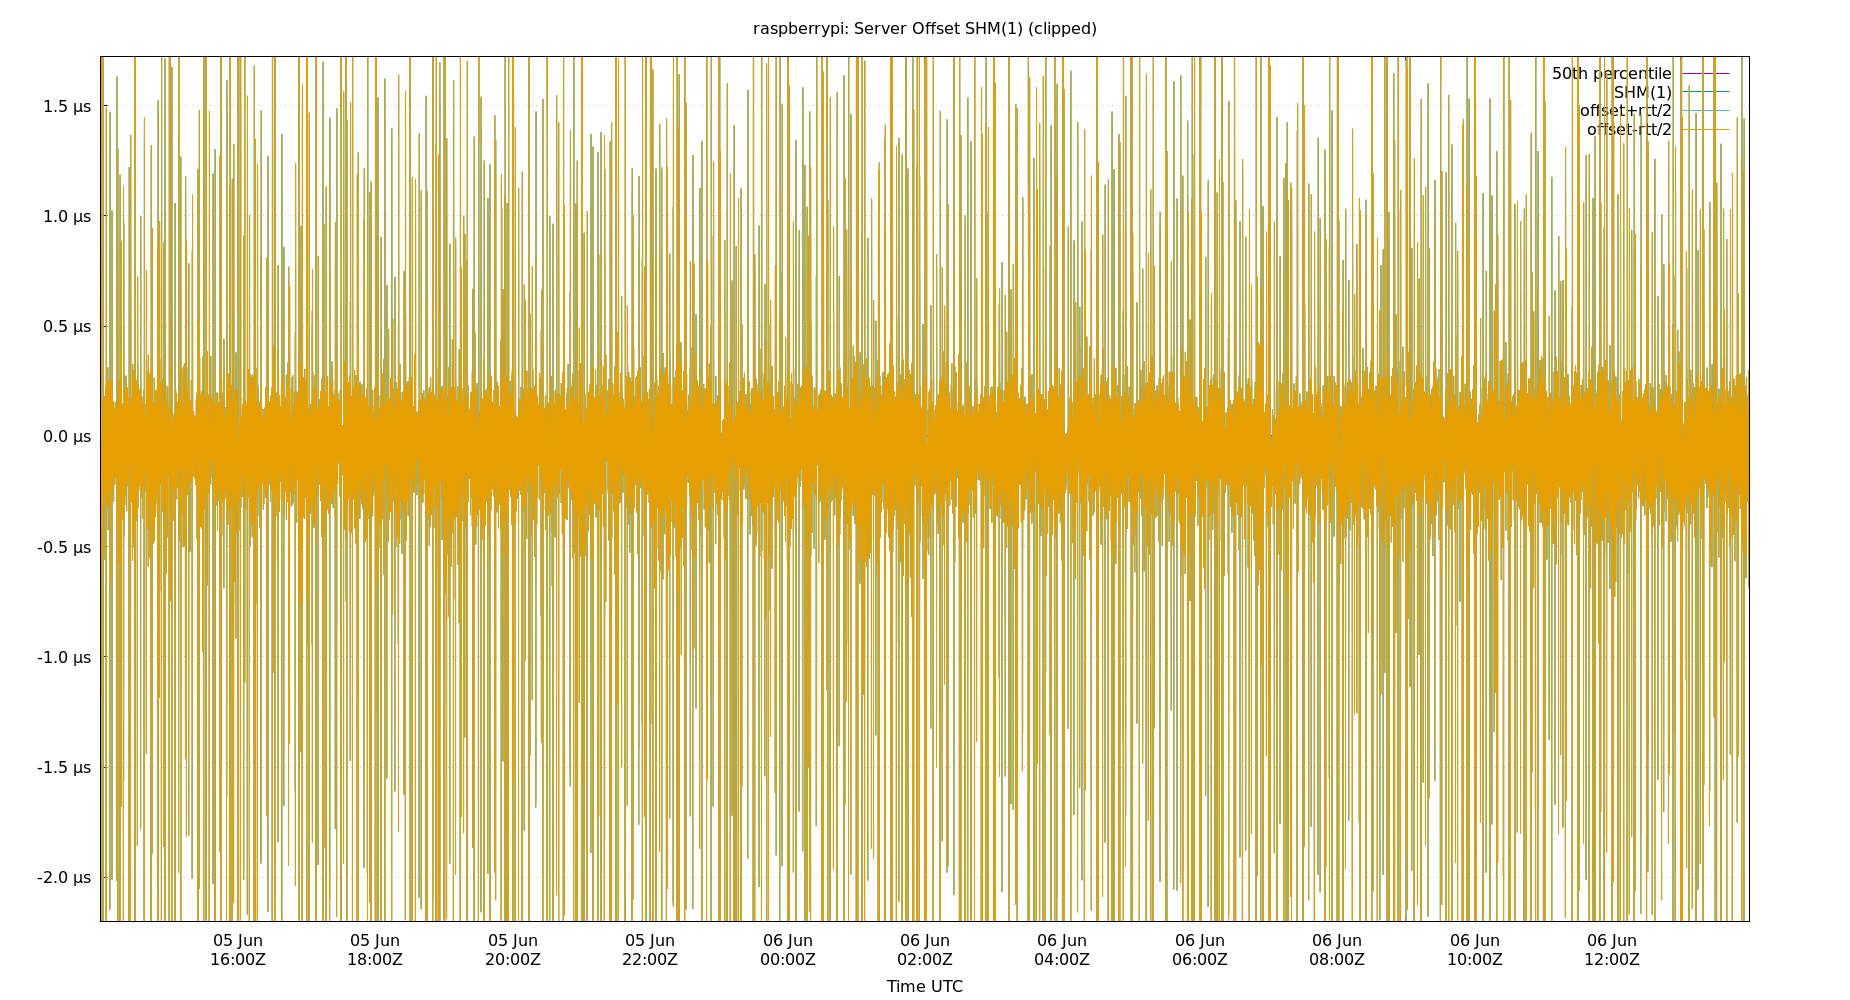 raspberrypi: Server Offset SHM(1) (clipped)
50th percentile
SHM(1)
offset+rtt/2
offset-rtt/2
1.5 µs
1.0 µs
0.5 µs
0.0 µs
-0.5 µs
-1.0 µs
-1.5 µs
-2.0 µs
05 Jun 05 Jun 05 Jun 05 Jun 06 Jun 06 Jun 06 Jun 06 Jun 06 Jun 06 Jun 06 Jun
16:00Z 18:00Z 20:00Z 22:00Z 00:00Z 02:00Z 04:00Z 06:00Z 08:00Z 10:00Z 12:00Z
Time UTC